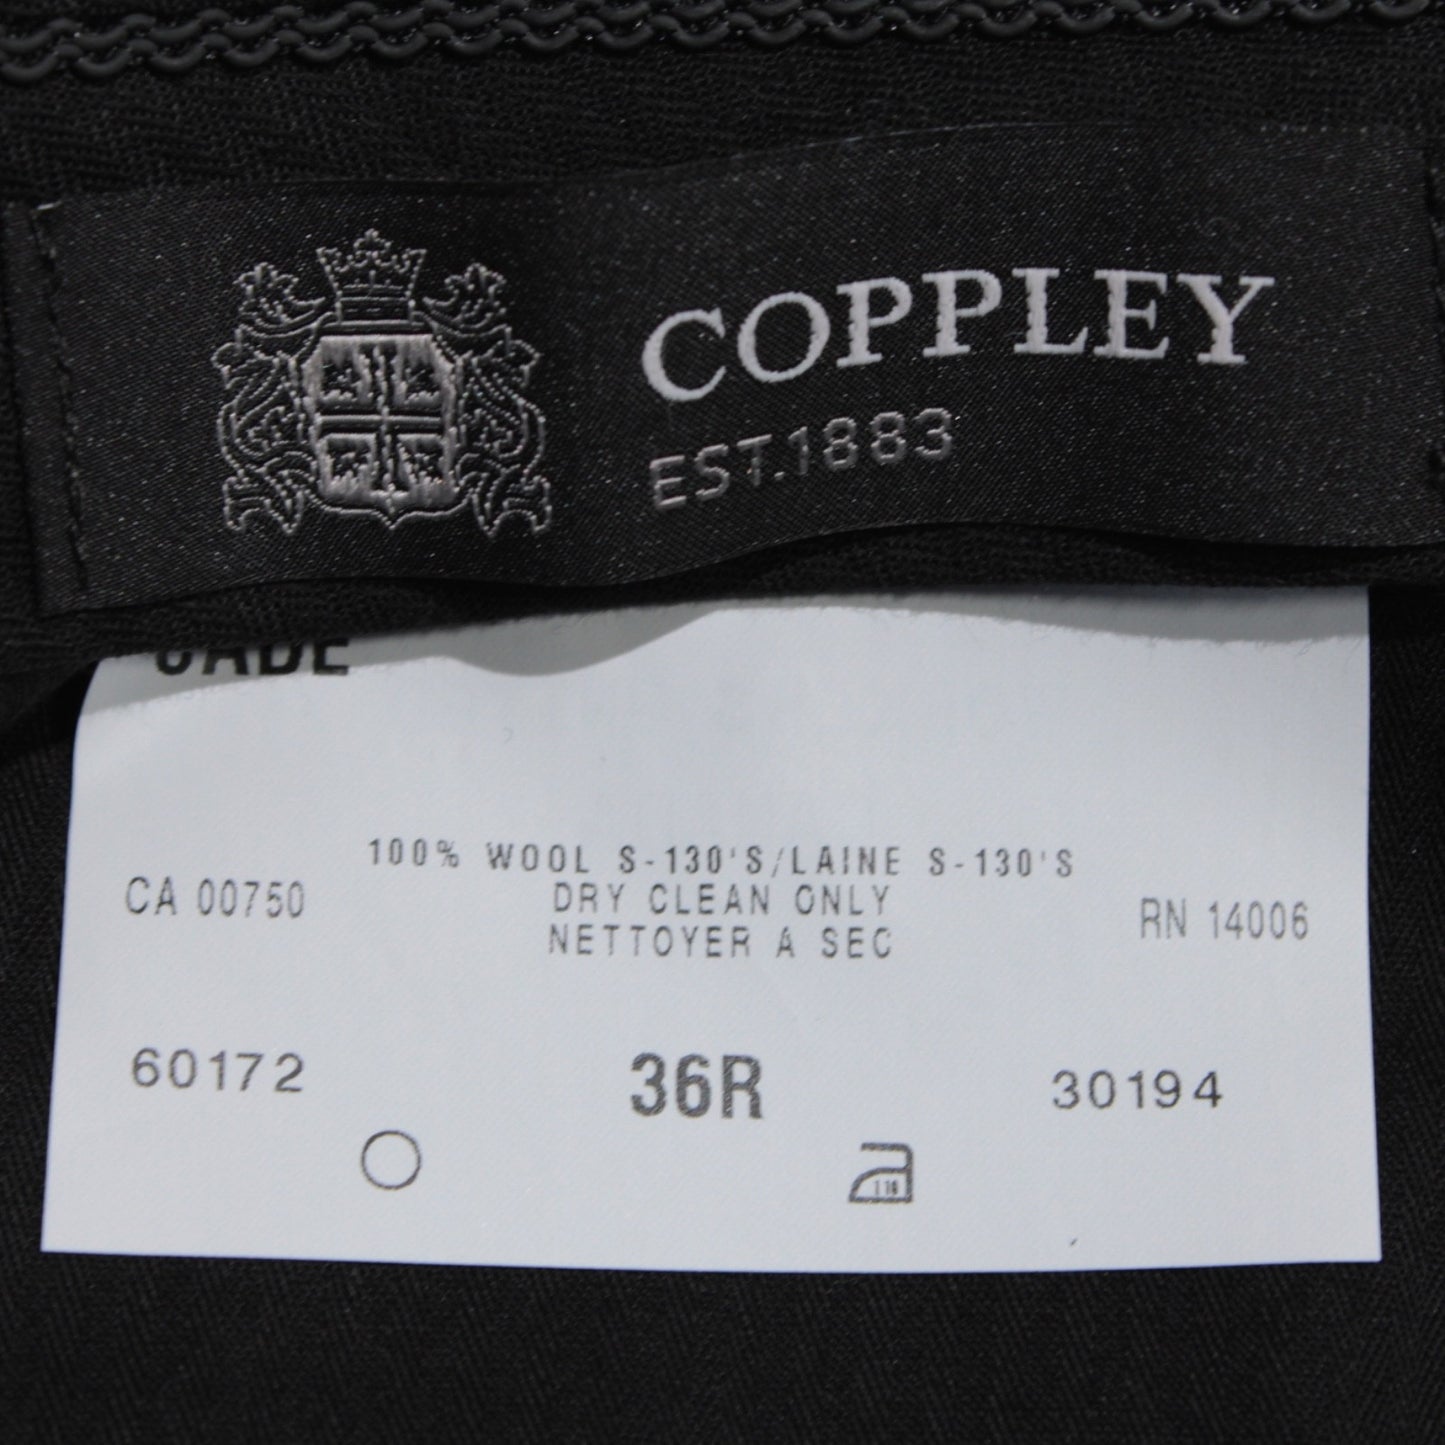 COPPLEY
EST.1883
100% WOOL S-130'S/LAINE S-130'S
CA 00750 DRY CLEAN ONLY RN 14006
NETTOYER A SEC
60172 36R 30194
110